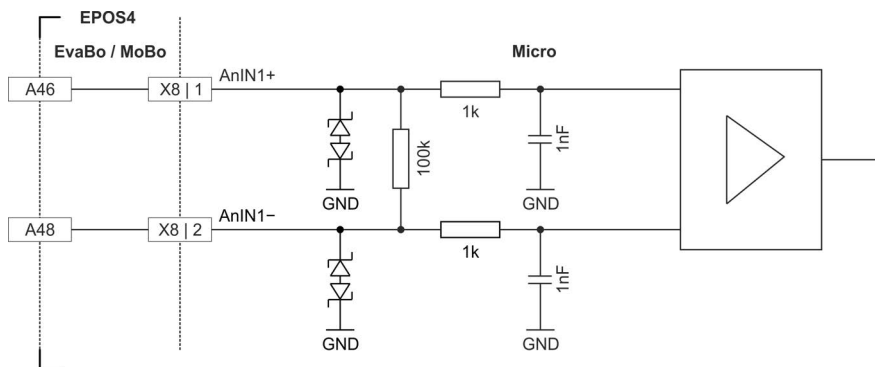 EPOS4
EvaBo / MoBo
Micro
A46
X8 | 1
AnIN1+
1k
1nF
100k
GND
GND
A48
X8 | 2
AnIN1−
1k
1nF
GND
GND